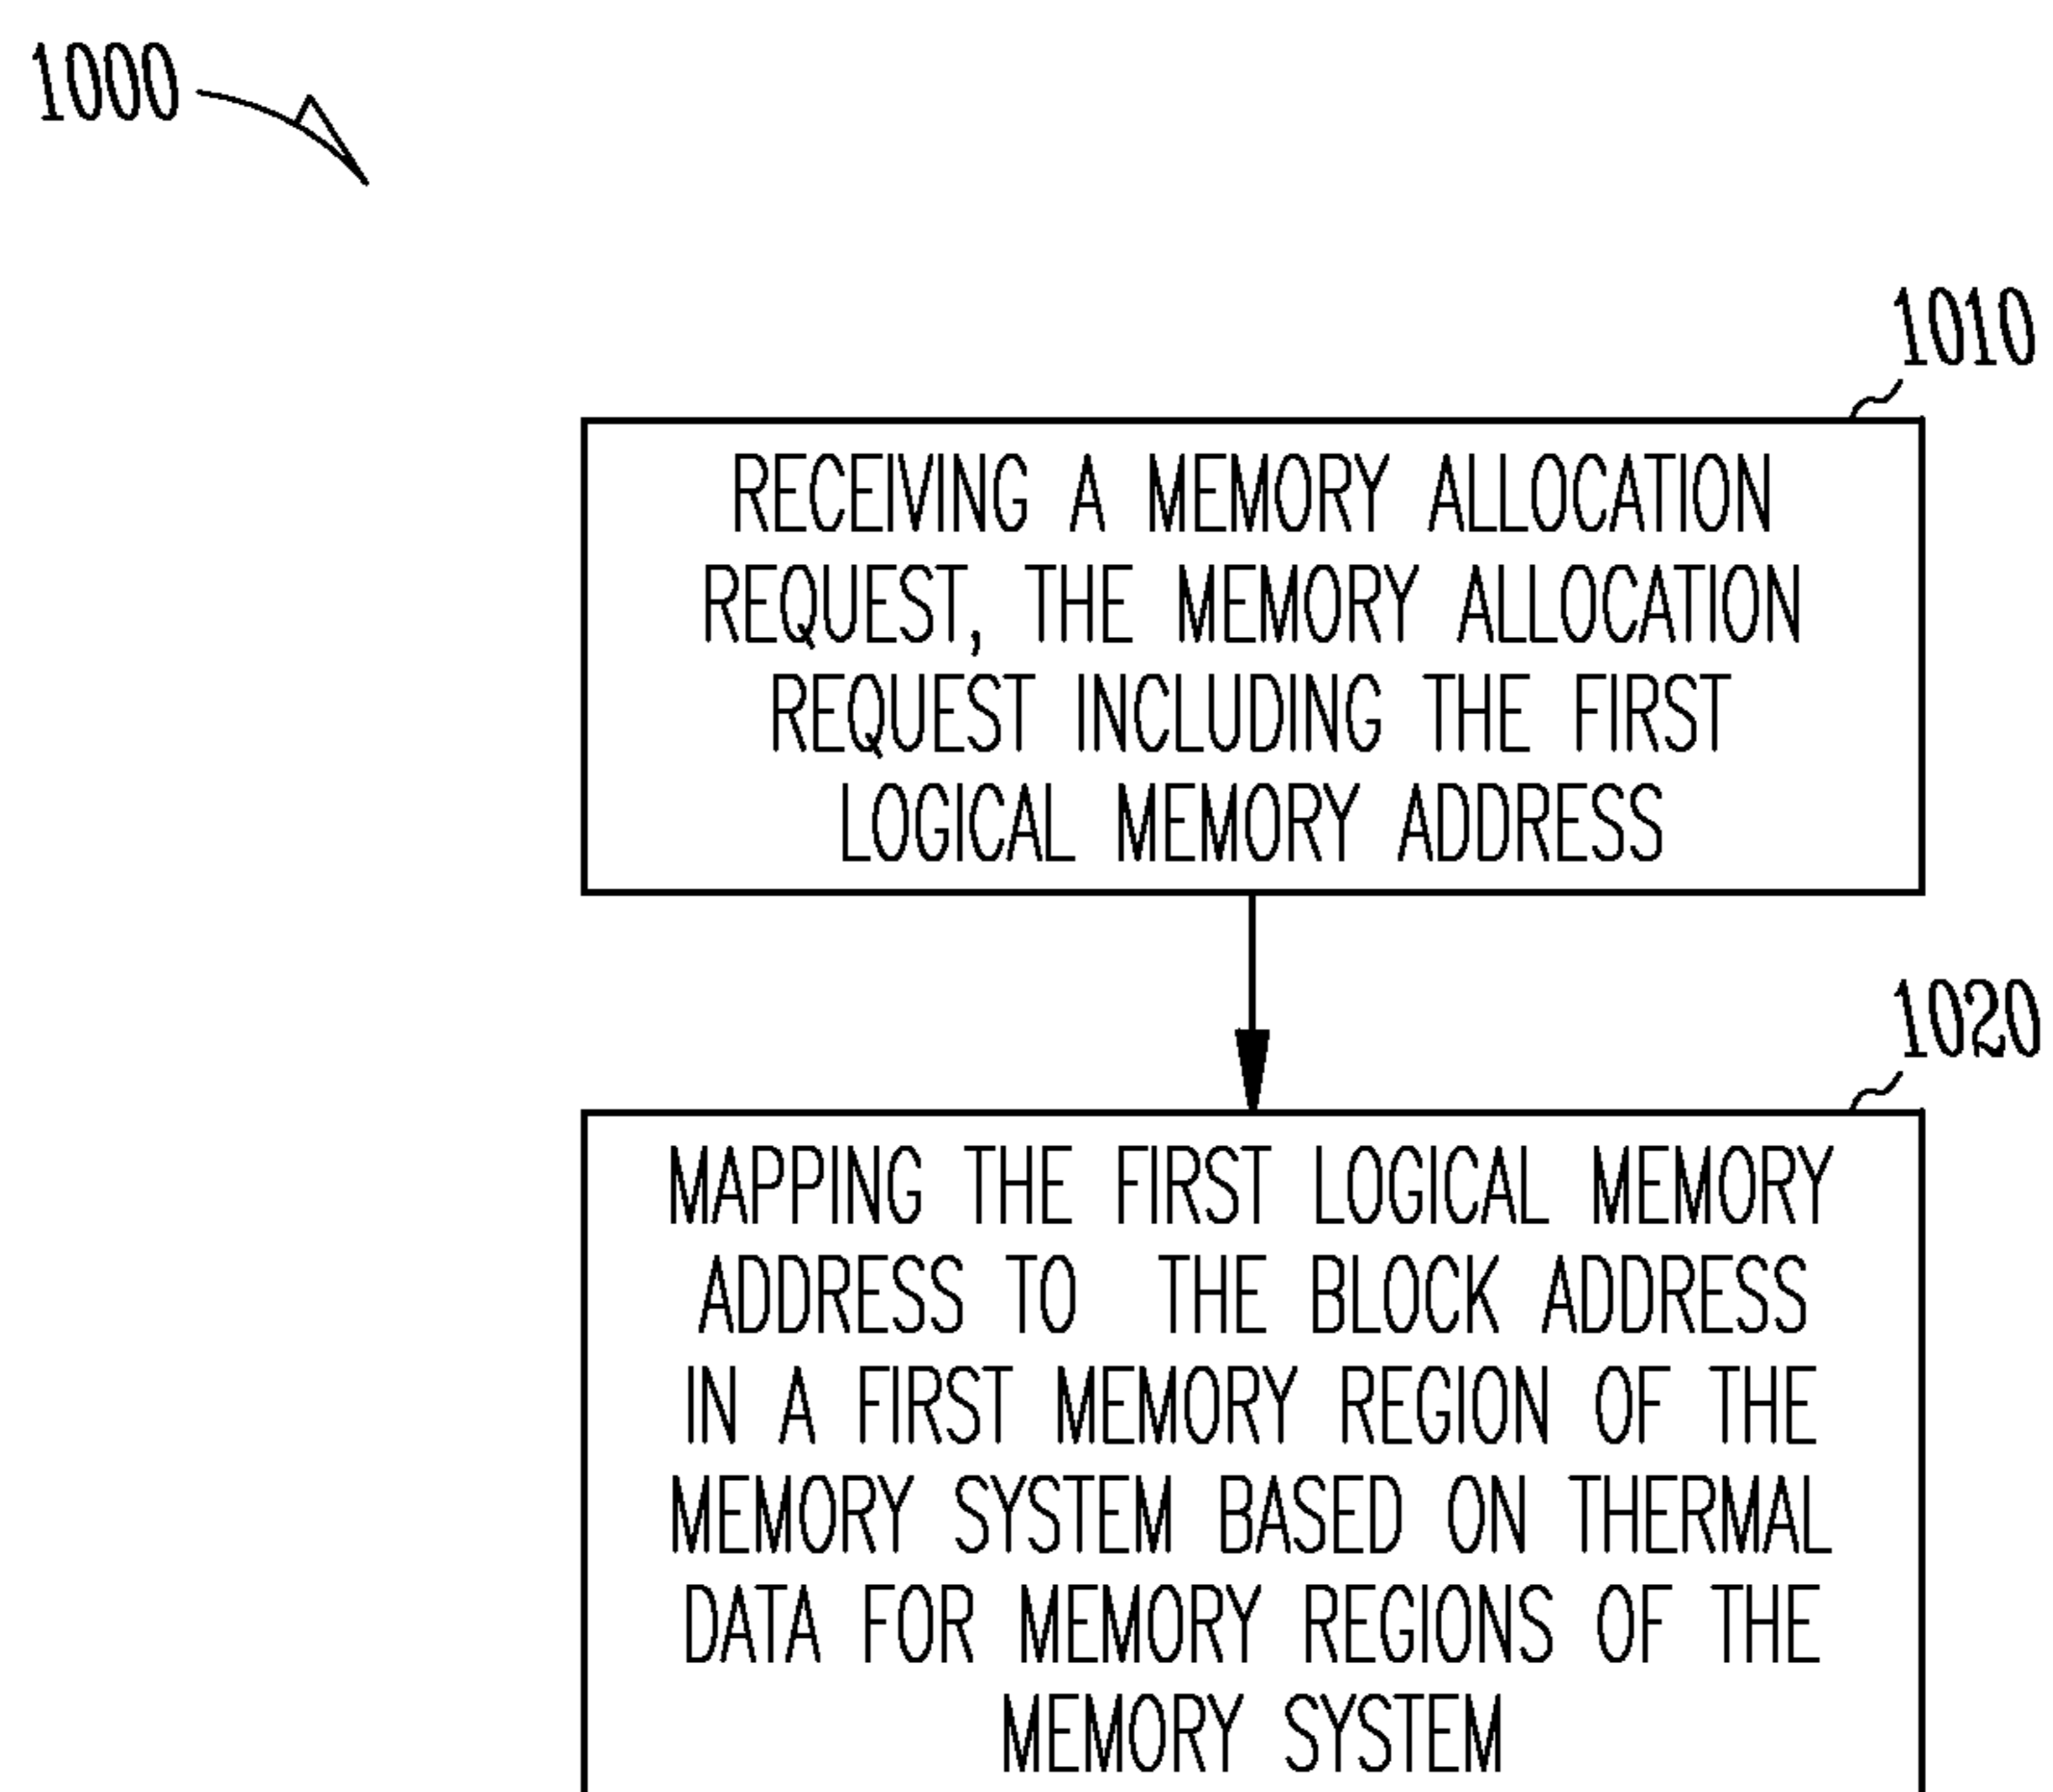 1000
1010
RECEIVING A MEMORY ALLOCATION
REQUEST, THE MEMORY ALLOCATION
REQUEST INCLUDING THE FIRST
LOGICAL MEMORY ADDRESS
1020
MAPPING THE FIRST LOGICAL MEMORY
ADDRESS TO THE BLOCK ADDRESS
IN A FIRST MEMORY REGION OF THE
MEMORY SYSTEM BASED ON THERMAL
DATA FOR MEMORY REGIONS OF THE
MEMORY SYSTEM